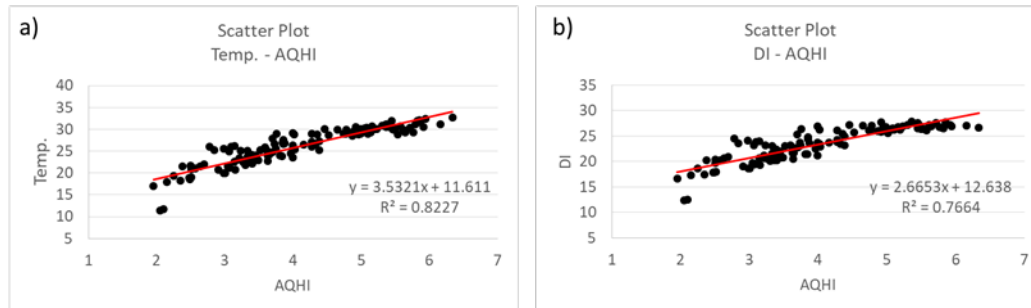 a)
Scatter Plot
Temp. - AQHI
40
35
30
25
20
15
10
5
Temp.
y = 3.5321x + 11.611
R² = 0.8227
1 2 3 4 5 6 7
AQHI
b)
Scatter Plot
DI - AQHI
35
30
25
20
15
10
5
DI
y = 2.6653x + 12.638
R² = 0.7664
1 2 3 4 5 6 7
AQHI